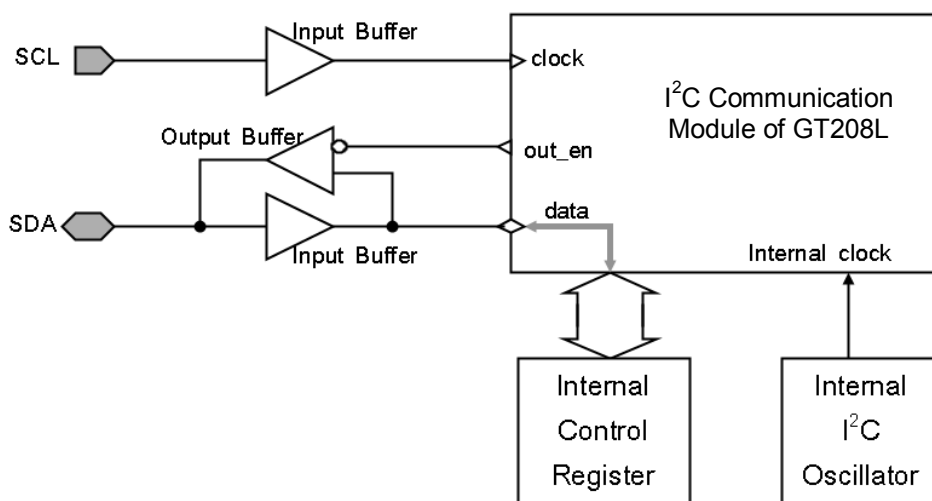 Input Buffer
SCL
clock
I²C Communication
Module of GT208L
Output Buffer
out_en
data
SDA
Input Buffer
Internal clock
Internal
Control
Register
Internal
I²C
Oscillator